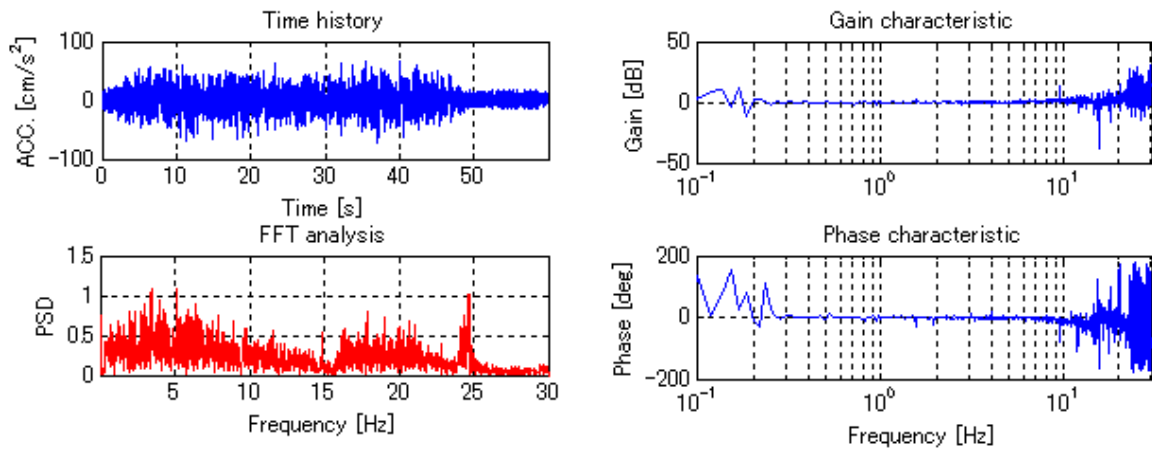 Time history
ACC. [cm/s²]
100
0
−100
0 10 20 30 40 50
Time [s]
Gain characteristic
Gain [dB]
50
0
−50
10⁻¹ 10⁰ 10¹
FFT analysis
PSD
1.5
1
0.5
0
5 10 15 20 25 30
Frequency [Hz]
Phase characteristic
Phase [deg]
200
0
−200
10⁻¹ 10⁰ 10¹
Frequency [Hz]